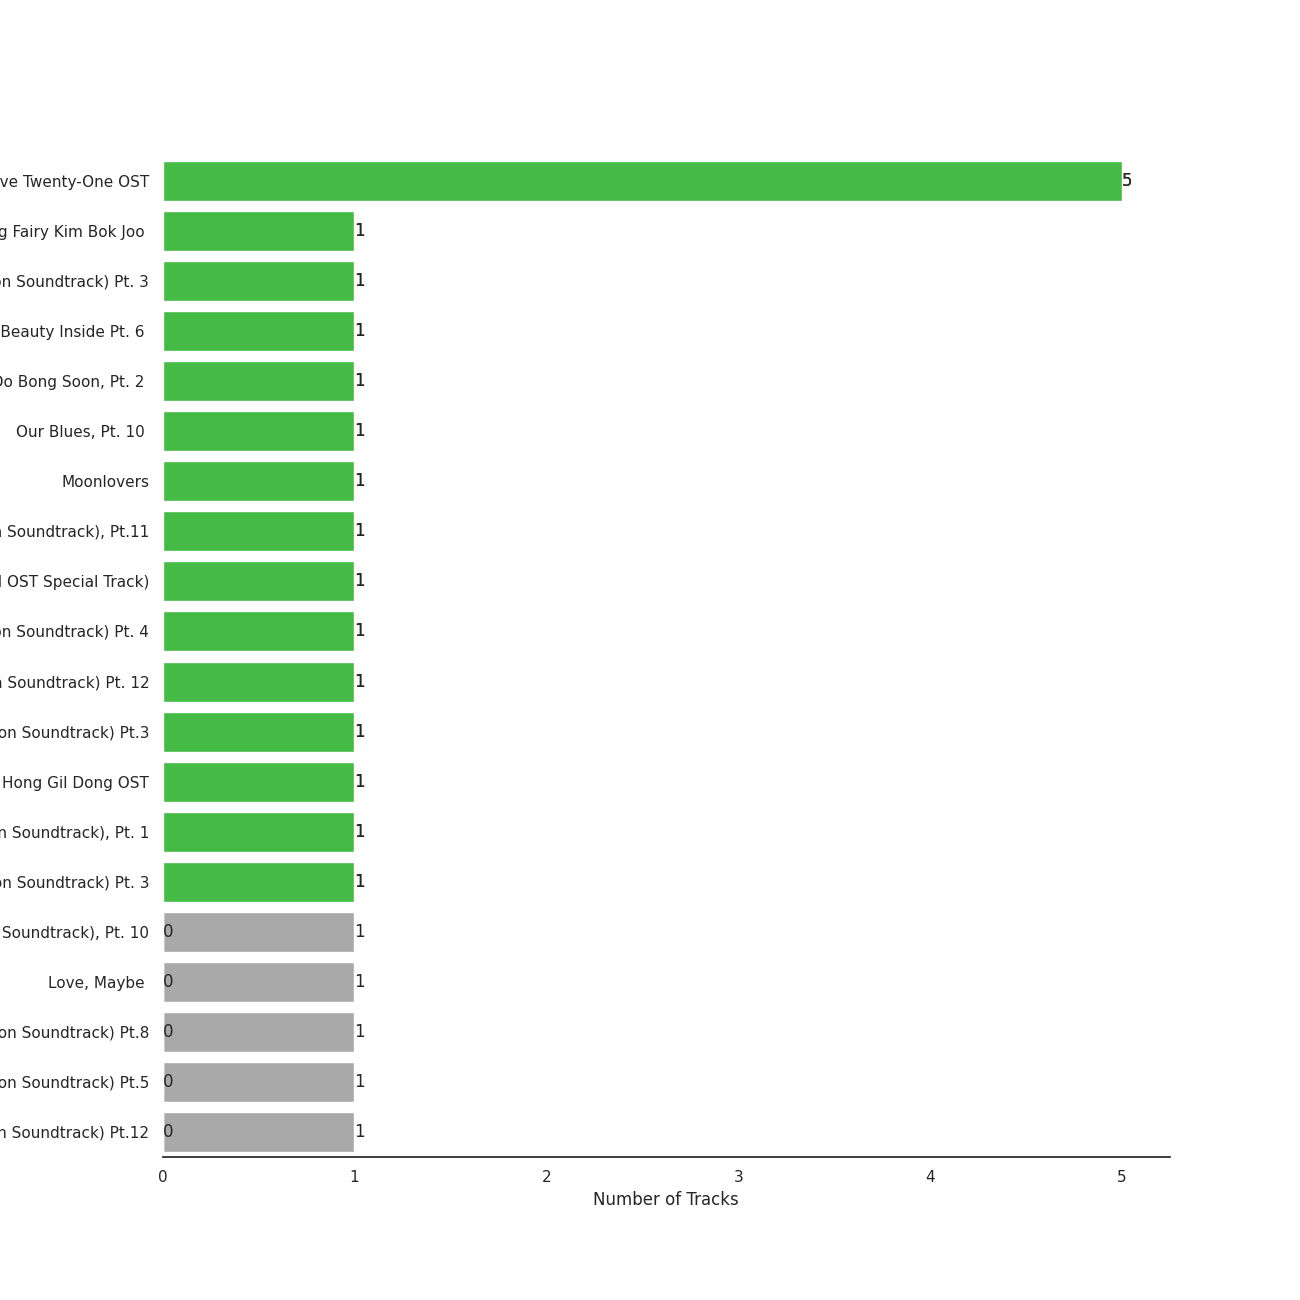 ve Twenty-One OST 5
g Fairy Kim Bok Joo 1
on Soundtrack) Pt. 3 1
Beauty Inside Pt. 6 1
Do Bong Soon, Pt. 2 1
Our Blues, Pt. 10 1
Moonlovers 1
Soundtrack), Pt.11 1
OST Special Track) 1
on Soundtrack) Pt. 4 1
Soundtrack) Pt. 12 1
on Soundtrack) Pt.3 1
Hong Gil Dong OST 1
n Soundtrack), Pt. 1 1
on Soundtrack) Pt. 3 1
Soundtrack), Pt. 10 0 1
Love, Maybe 0 1
on Soundtrack) Pt.8 0 1
on Soundtrack) Pt.5 0 1
n Soundtrack) Pt.12 0 1
0 1 2 3 4 5
Number of Tracks